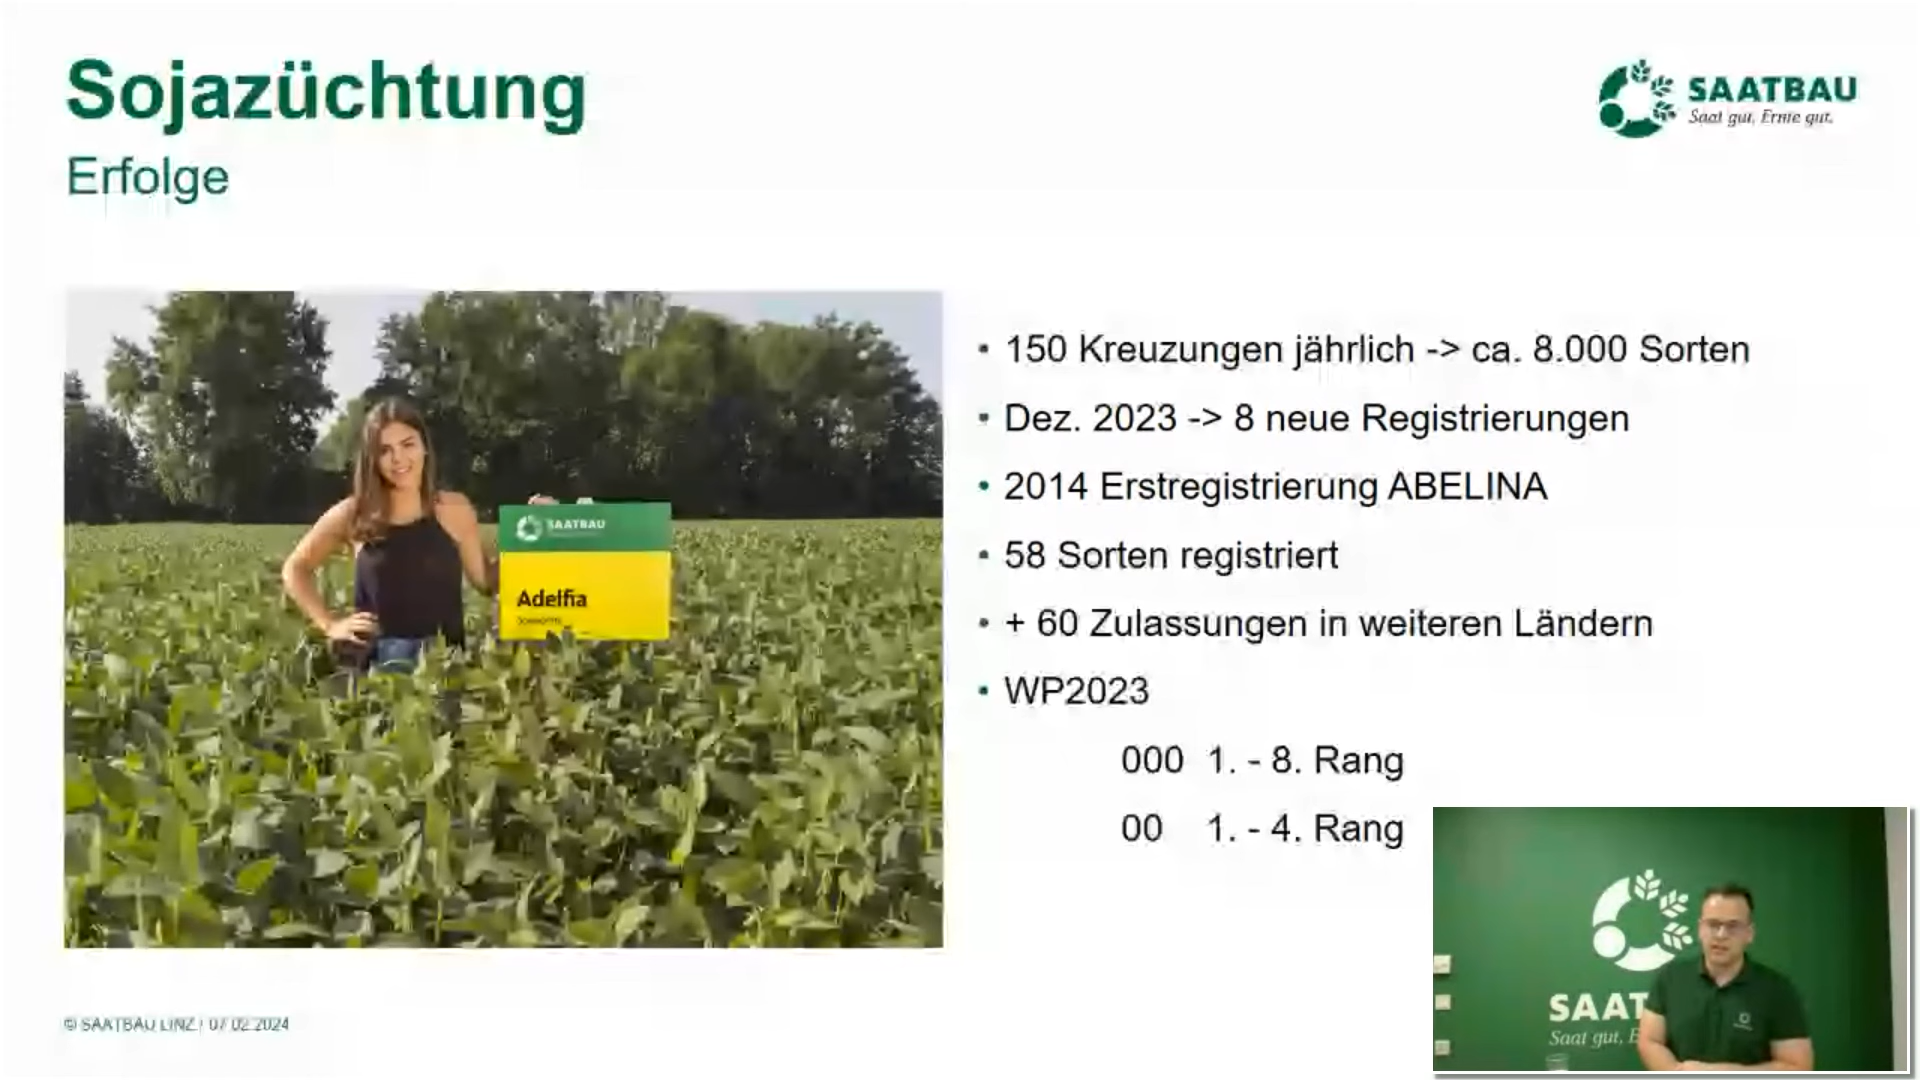 Sojazüchtung
Erfolge
SAATBAU
Saat gut, Ernte gut.
SAATBAU
Adelfia
• 150 Kreuzungen jährlich -> ca. 8.000 Sorten
• Dez. 2023 -> 8 neue Registrierungen
• 2014 Erstregistrierung ABELINA
• 58 Sorten registriert
• + 60 Zulassungen in weiteren Ländern
• WP2023
000 1. - 8. Rang
00 1. - 4. Rang
SAAT
Saat gut, E
© SAATBAU LINZ | 07.02.2024